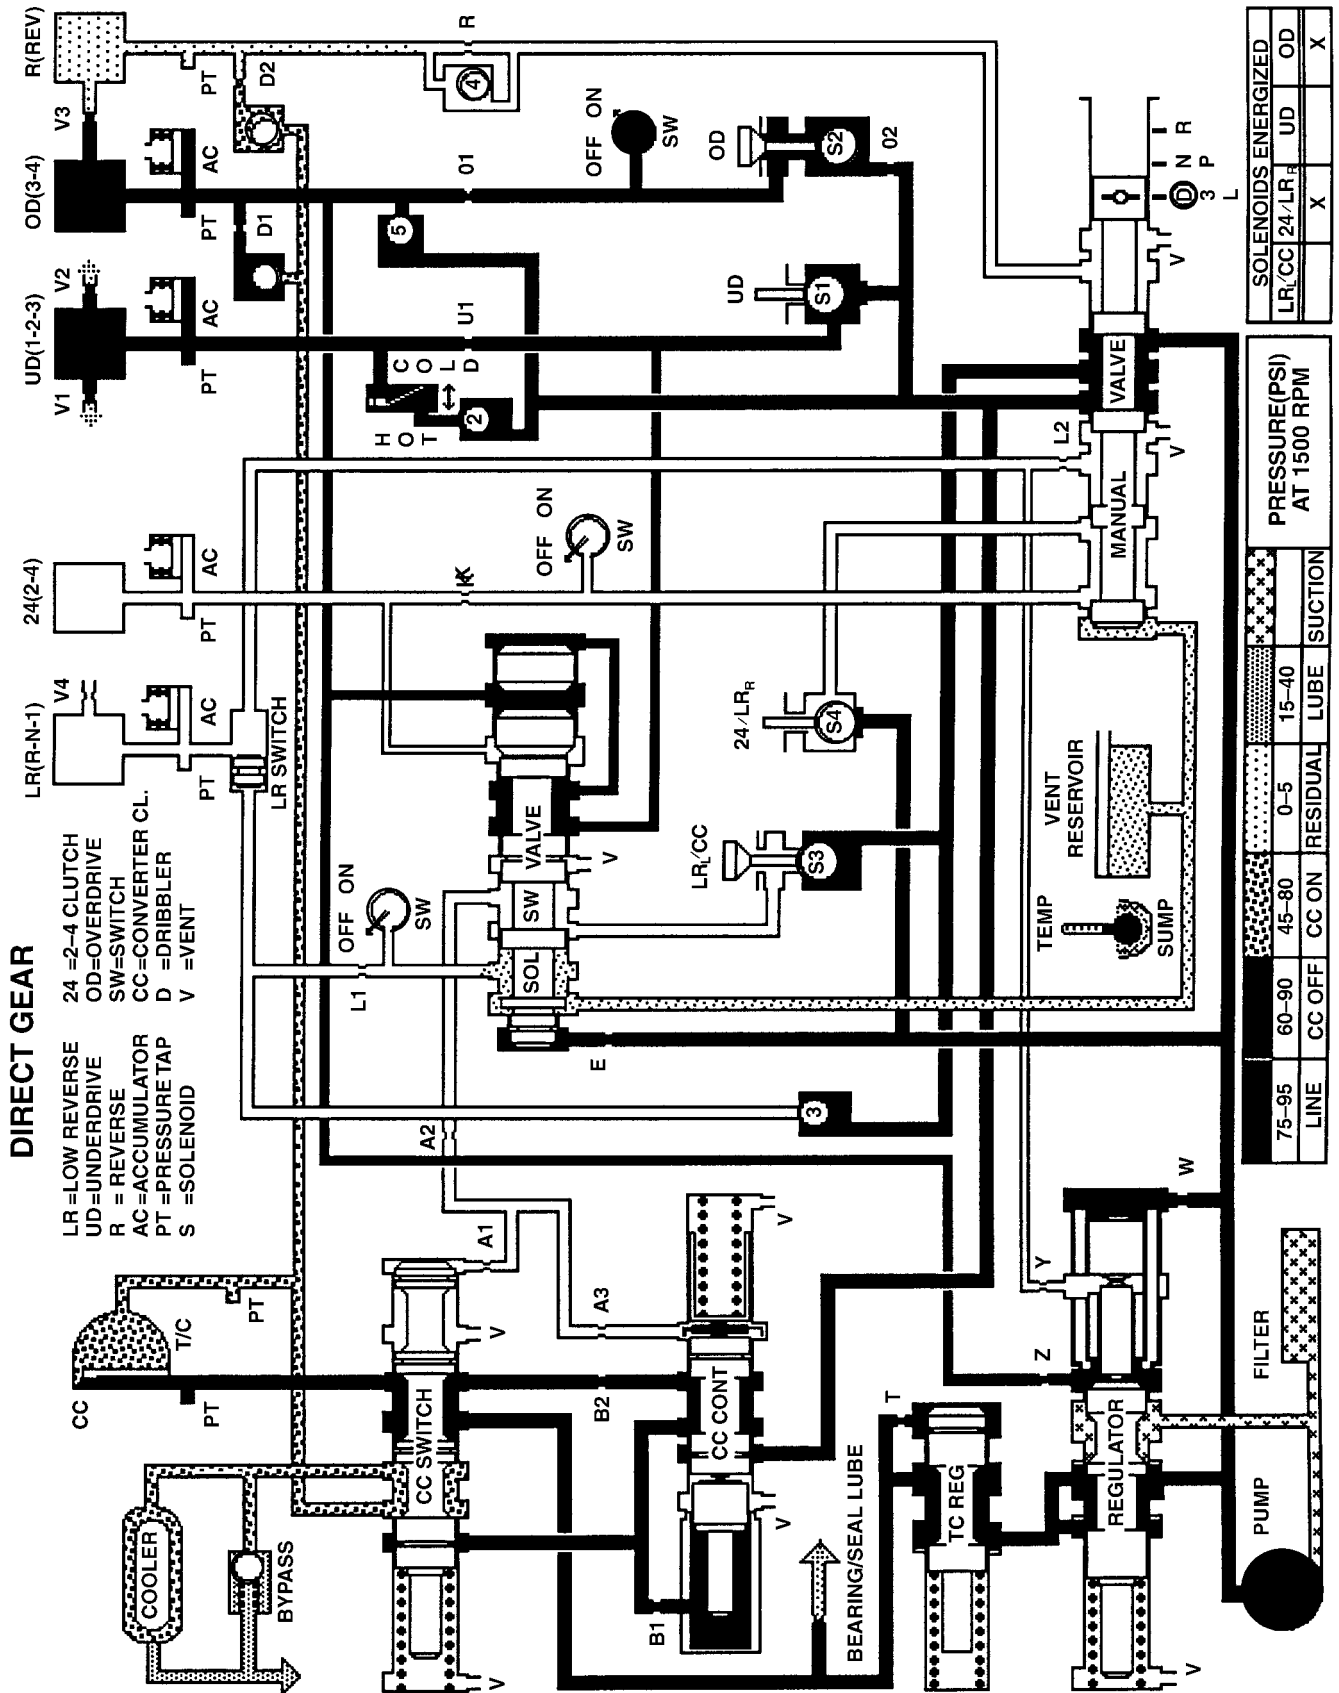 DIRECT GEAR
LR =LOW REVERSE
UD=UNDERDRIVE
R = REVERSE
AC=ACCUMULATOR
PT =PRESSURE TAP
S =SOLENOID
24 =2-4 CLUTCH
OD=OVERDRIVE
SW=SWITCH
CC=CONVERTER CL.
D =DRIBBLER
V =VENT
LR(R-N-1)
V4
24(2-4)
UD(1-2-3)
V1
V2
OD(3-4)
V3
R(REV)
PT
AC
PT
AC
PT
AC
PT
AC
PT
LR SWITCH
D1
D2
CC
T/C
PT
PT
COOLER
BYPASS
CC SWITCH
V
V
A1
A2
A3
B2
B1
CC CONT
V
V
L1
OFF ON
SW
SOL
SW
VALVE
V
E
3
K
OFF ON
SW
HOT
COLD
2
U1
5
01
R
4
OFF ON
SW
UD
S1
OD
S2
02
LR/CC
S3
24/LRR
S4
BEARING/SEAL LUBE
TC REG
T
Z
Y
W
REGULATOR
V
PUMP
FILTER
TEMP
SUMP
VENT
RESERVOIR
L2
MANUAL
VALVE
V
V
D
3
L
N
P
R
75–95
60–90
45–80
0–5
15–40
LINE
CC OFF
CC ON
RESIDUAL
LUBE
SUCTION
PRESSURE(PSI)
AT 1500 RPM
SOLENOIDS ENERGIZED
LRL/CC
24/LRR
UD
OD
X
X